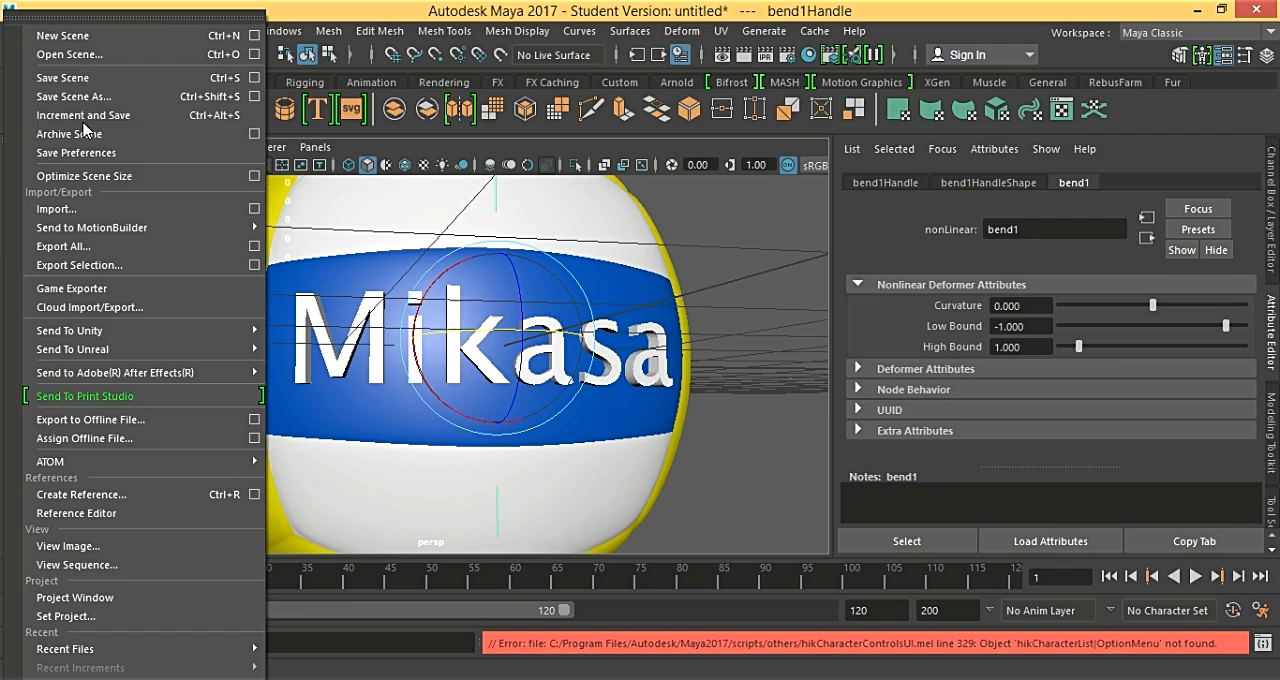 Autodesk Maya 2017 - Student Version: untitled* --- bend1Handle
indows Mesh Edit Mesh Mesh Tools Mesh Display Curves Surfaces Deform UV Generate Cache Help
Workspace : Maya Classic
No Live Surface
Sign In
Rigging Animation Rendering FX FX Caching Custom Arnold Bifrost MASH Motion Graphics XGen Muscle General RebusFarm Fur
T svg
New Scene Ctrl+N
Open Scene... Ctrl+O
Save Scene Ctrl+S
Save Scene As... Ctrl+Shift+S
Increment and Save Ctrl+Alt+S
Archive Scene
Save Preferences
Optimize Scene Size
Import/Export
Import...
Send to MotionBuilder
Export All...
Export Selection...
Game Exporter
Cloud Import/Export...
Send To Unity
Send To Unreal
Send to Adobe(R) After Effects(R)
Send To Print Studio
Export to Offline File...
Assign Offline File...
ATOM
References
Create Reference... Ctrl+R
Reference Editor
View
View Image...
View Sequence...
Project
Project Window
Set Project...
Recent
Recent Files
Recent Increments
erer Panels
0.00 1.00 ON sRGB
0
0
0
0
0
Mikasa
persp
List Selected Focus Attributes Show Help
bend1Handle bend1HandleShape bend1
nonLinear: bend1
Focus
Presets
Show Hide
Nonlinear Deformer Attributes
Curvature 0.000
Low Bound -1.000
High Bound 1.000
Deformer Attributes
Node Behavior
UUID
Extra Attributes
Notes: bend1
Select Load Attributes Copy Tab
Channel Box / Layer Editor
Attribute Editor
Modeling Toolkit
Tool S
30 35 40 45 50 55 60 65 70 75 80 85 90 95 100 105 110 115 12
1
120 120 200 No Anim Layer No Character Set
// Error: file: C:/Program Files/Autodesk/Maya2017/scripts/others/hikCharacterControlsUI.mel line 329: Object 'hikCharacterList|OptionMenu' not found.